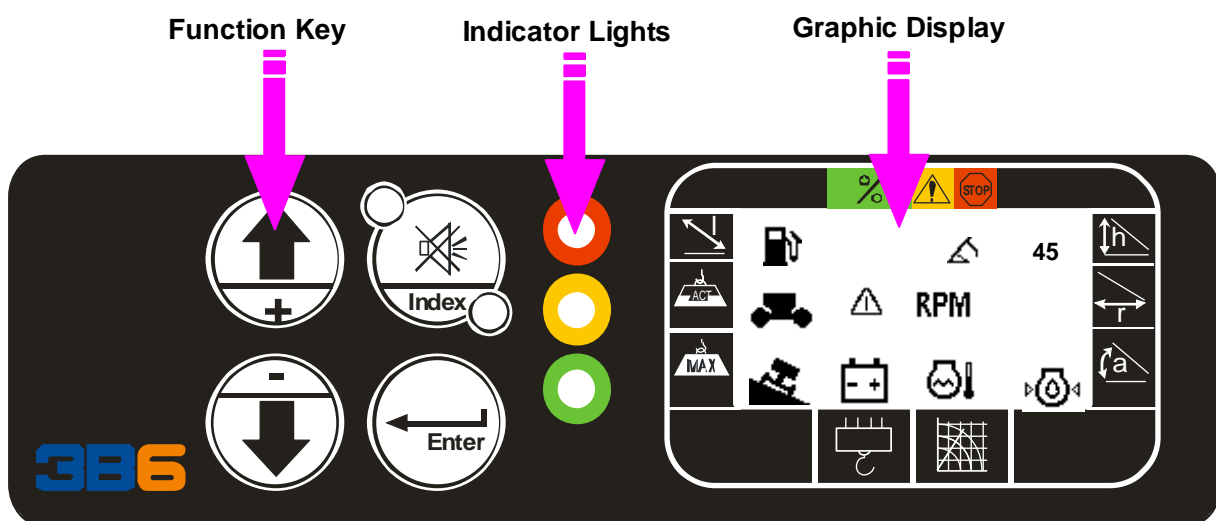 Function Key
Indicator Lights
Graphic Display
+
Index
-
Enter
3B6
STOP
l
ACT
MAX
45
RPM
- +
h
r
a